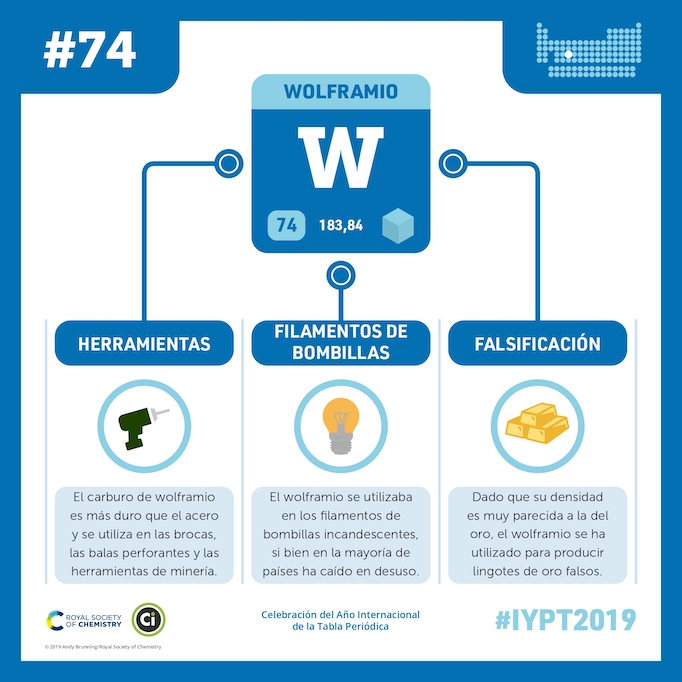 #74
WOLFRAMIO
W
74
183,84
HERRAMIENTAS
El carburo de wolframio
es más duro que el acero
y se utiliza en las brocas,
las balas perforantes y las
herramientas de minería.
FILAMENTOS DE
BOMBILLAS
El wolframio se utilizaba
en los filamentos de
bombillas incandescentes,
si bien en la mayoría de
países ha caído en desuso.
FALSIFICACIÓN
Dado que su densidad
es muy parecida a la del
oro, el wolframio se ha
utilizado para producir
lingotes de oro falsos.
ROYAL SOCIETY
OF CHEMISTRY
Ci
© 2019 Andy Brunning/Royal Society of Chemistry
Celebración del Año Internacional
de la Tabla Periódica
#IYPT2019